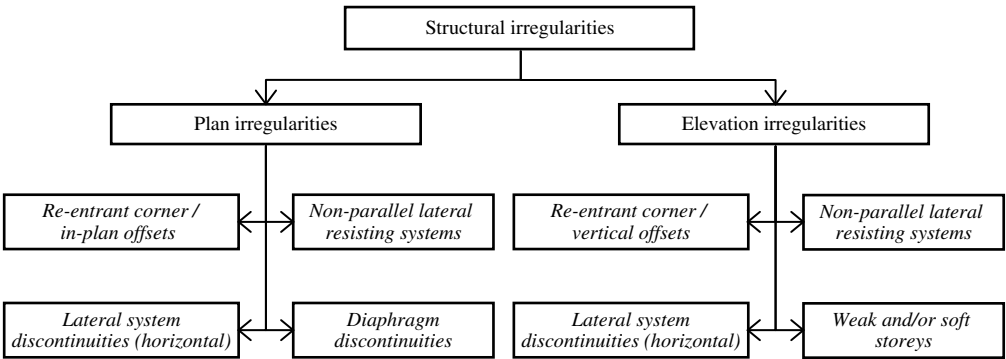 Structural irregularities
Plan irregularities
Elevation irregularities
Re-entrant corner /
in-plan offsets
Non-parallel lateral
resisting systems
Re-entrant corner /
vertical offsets
Non-parallel lateral
resisting systems
Lateral system
discontinuities (horizontal)
Diaphragm
discontinuities
Lateral system
discontinuities (horizontal)
Weak and/or soft
storeys